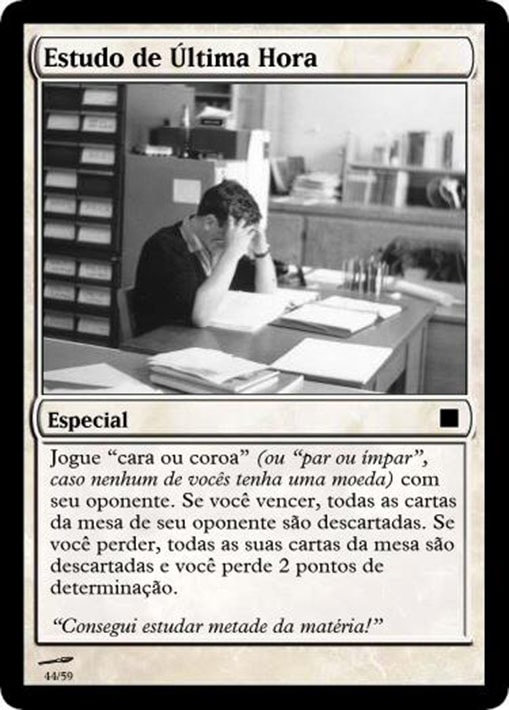 Estudo de Última Hora
Especial
Jogue “cara ou coroa” (ou “par ou ímpar”,
caso nenhum de vocês tenha uma moeda) com
seu oponente. Se você vencer, todas as cartas
da mesa de seu oponente são descartadas. Se
você perder, todas as suas cartas da mesa são
descartadas e você perde 2 pontos de
determinação.
“Consegui estudar metade da matéria!”
44/59